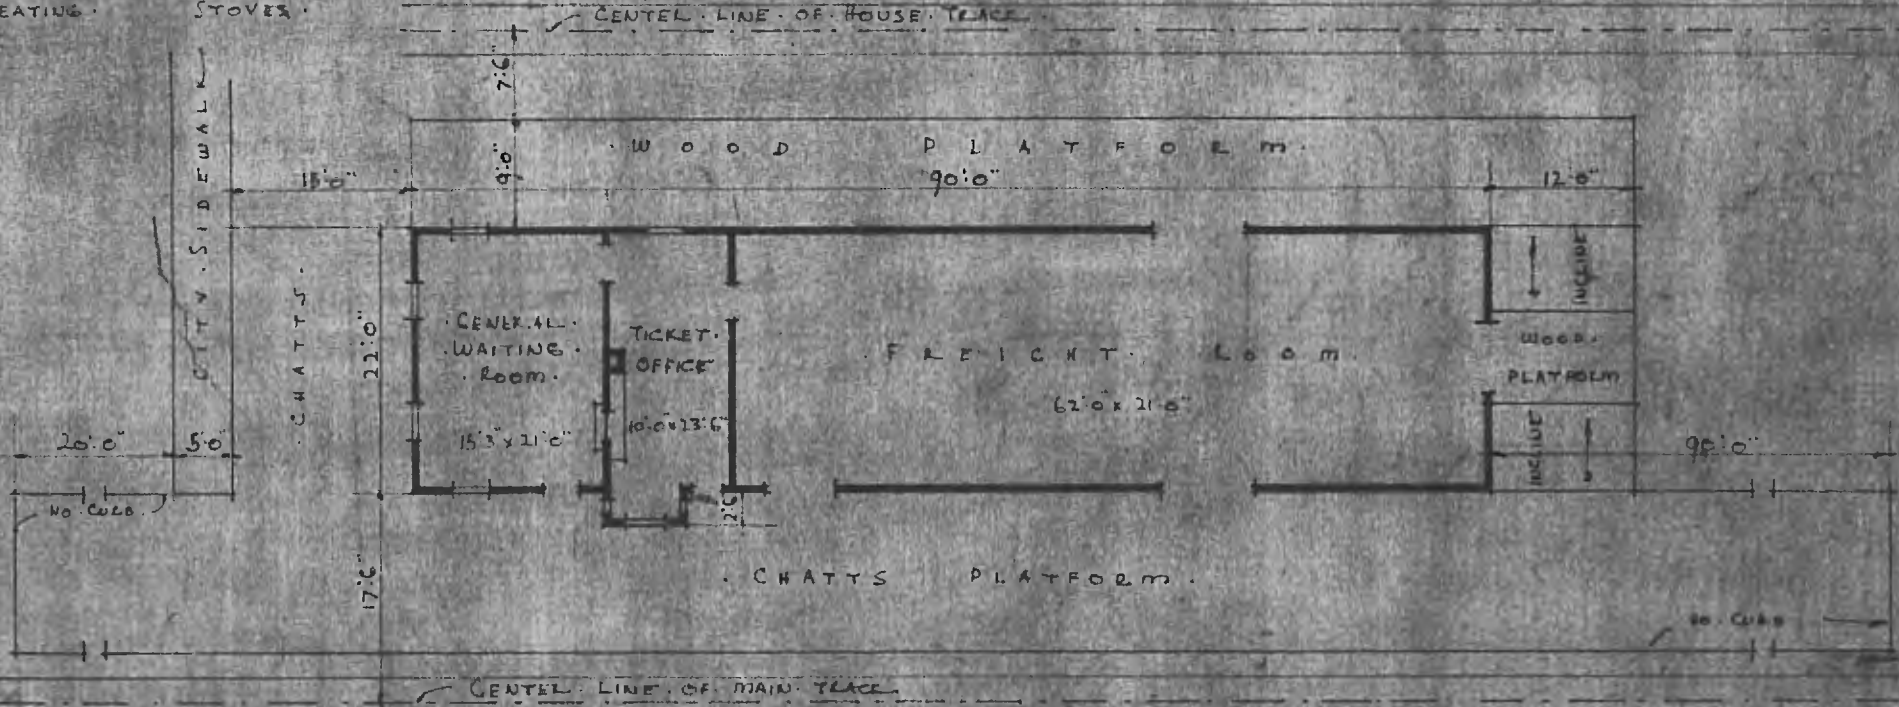 EATING. STOVES.
CENTER. LINE. OF. HOUSE. TRACK.
7'6"
CITY. SIDEWALK
. WOOD PLATFORM.
9'0"
15'0"
90'0"
12'0"
. CHATTS.
22'0"
. GENERAL.
. WAITING.
. ROOM.
15'3" x 21'0"
TICKET.
OFFICE
10'0" x 23'6"
. FREIGHT. ROOM.
62'0" x 21'0"
INCLINE
WOOD.
PLATFORM
INCLINE
20'0"
5'0"
90'0"
NO. CURB.
2'6"
17'6"
. CHATTS PLATFORM.
NO. CURB
CENTER. LINE. OF. MAIN. TRACK.